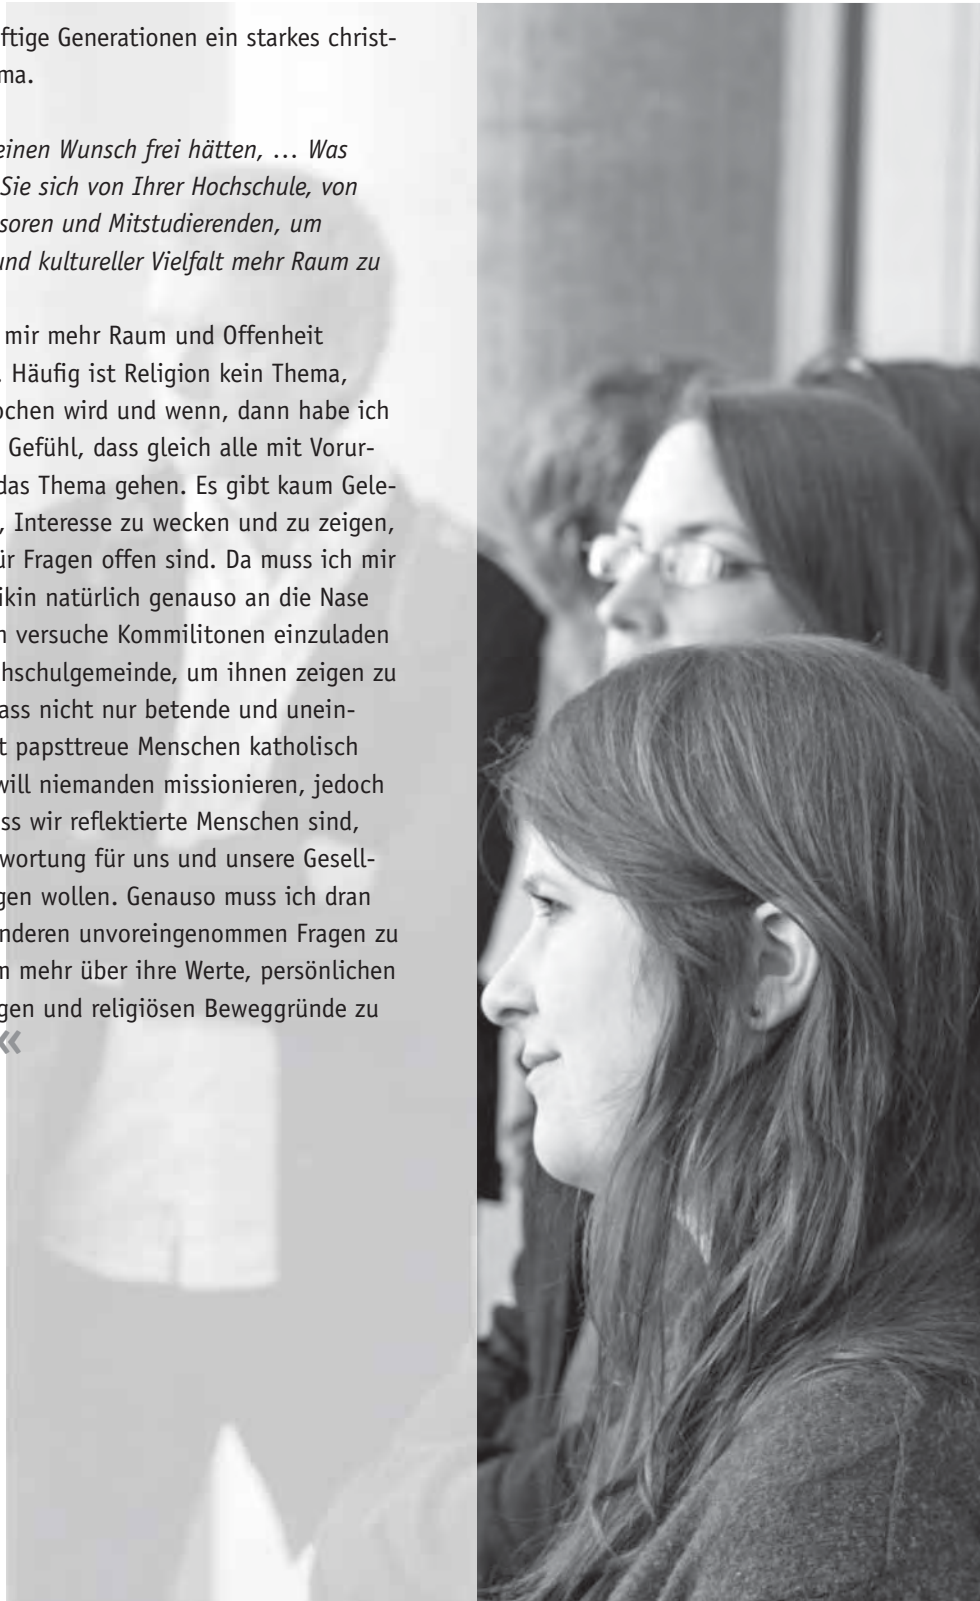 ftige Generationen ein starkes christ-
ma.
einen Wunsch frei hätten, ... Was
Sie sich von Ihrer Hochschule, von
soren und Mitstudierenden, um
und kultureller Vielfalt mehr Raum zu
mir mehr Raum und Offenheit
. Häufig ist Religion kein Thema,
ochen wird und wenn, dann habe ich
Gefühl, dass gleich alle mit Vorur-
das Thema gehen. Es gibt kaum Gele-
, Interesse zu wecken und zu zeigen,
ür Fragen offen sind. Da muss ich mir
ikin natürlich genauso an die Nase
n versuche Kommilitonen einzuladen
hschulgemeinde, um ihnen zeigen zu
ass nicht nur betende und unein-
t papsttreue Menschen katholisch
will niemanden missionieren, jedoch
ss wir reflektierte Menschen sind,
wortung für uns und unsere Gesell-
gen wollen. Genauso muss ich dran
nderen unvoreingenommen Fragen zu
m mehr über ihre Werte, persönlichen
gen und religiösen Beweggründe zu
«